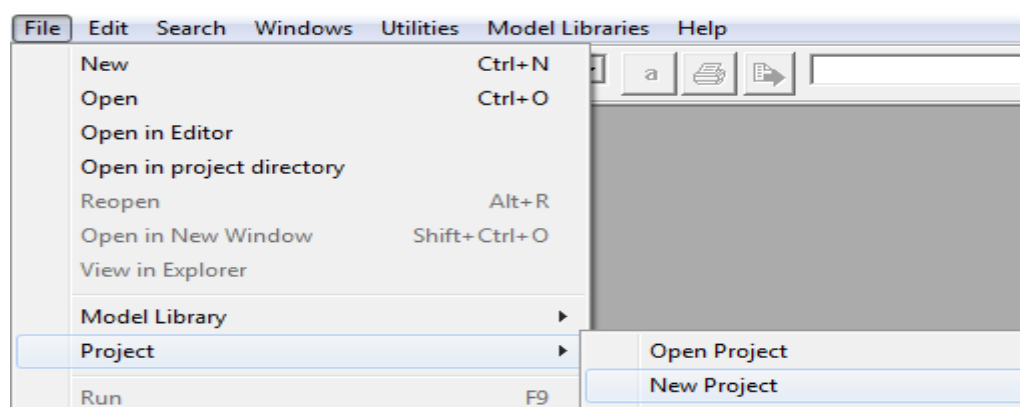 File Edit Search Windows Utilities Model Libraries Help
New Ctrl+N
a
Open Ctrl+O
Open in Editor
Open in project directory
Reopen Alt+R
Open in New Window Shift+Ctrl+O
View in Explorer
Model Library
Project
Open Project
New Project
Run F9